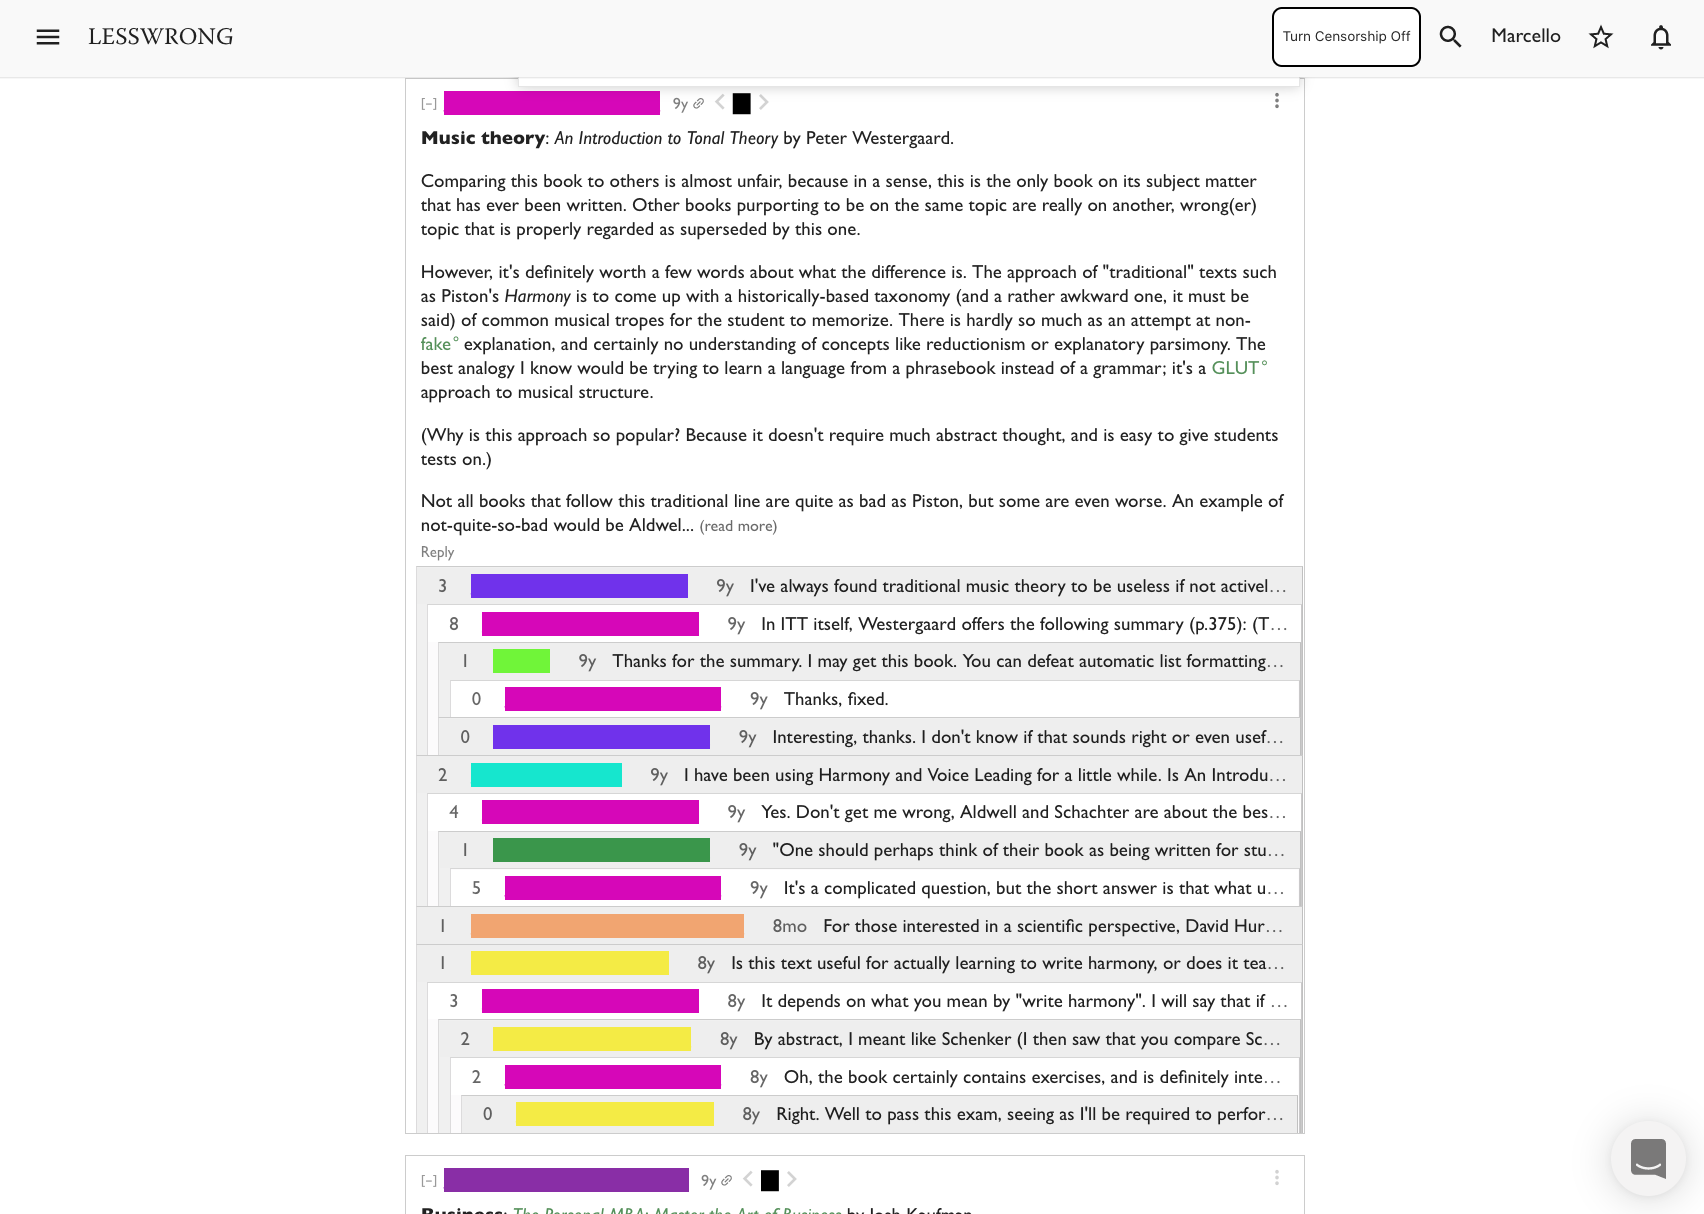 LESSWRONG
Turn Censorship Off
Marcello
[-] 9y
Music theory: An Introduction to Tonal Theory by Peter Westergaard.
Comparing this book to others is almost unfair, because in a sense, this is the only book on its subject matter
that has ever been written. Other books purporting to be on the same topic are really on another, wrong(er)
topic that is properly regarded as superseded by this one.
However, it's definitely worth a few words about what the difference is. The approach of "traditional" texts such
as Piston's Harmony is to come up with a historically-based taxonomy (and a rather awkward one, it must be
said) of common musical tropes for the student to memorize. There is hardly so much as an attempt at non-
fake° explanation, and certainly no understanding of concepts like reductionism or explanatory parsimony. The
best analogy I know would be trying to learn a language from a phrasebook instead of a grammar; it's a GLUT°
approach to musical structure.
(Why is this approach so popular? Because it doesn't require much abstract thought, and is easy to give students
tests on.)
Not all books that follow this traditional line are quite as bad as Piston, but some are even worse. An example of
not-quite-so-bad would be Aldwel... (read more)
Reply
3 9y I've always found traditional music theory to be useless if not activel...
8 9y In ITT itself, Westergaard offers the following summary (p.375): (T...
1 9y Thanks for the summary. I may get this book. You can defeat automatic list formatting...
0 9y Thanks, fixed.
0 9y Interesting, thanks. I don't know if that sounds right or even usef...
2 9y I have been using Harmony and Voice Leading for a little while. Is An Introdu...
4 9y Yes. Don't get me wrong, Aldwell and Schachter are about the bes...
1 9y "One should perhaps think of their book as being written for stu...
5 9y It's a complicated question, but the short answer is that what u...
1 8mo For those interested in a scientific perspective, David Hur...
1 8y Is this text useful for actually learning to write harmony, or does it tea...
3 8y It depends on what you mean by "write harmony". I will say that if ...
2 8y By abstract, I meant like Schenker (I then saw that you compare Sc...
2 8y Oh, the book certainly contains exercises, and is definitely inte...
0 8y Right. Well to pass this exam, seeing as I'll be required to perfor...
[-] 9y
Business: The Personal MBA: Master the Art of Business by Josh Kaufman.